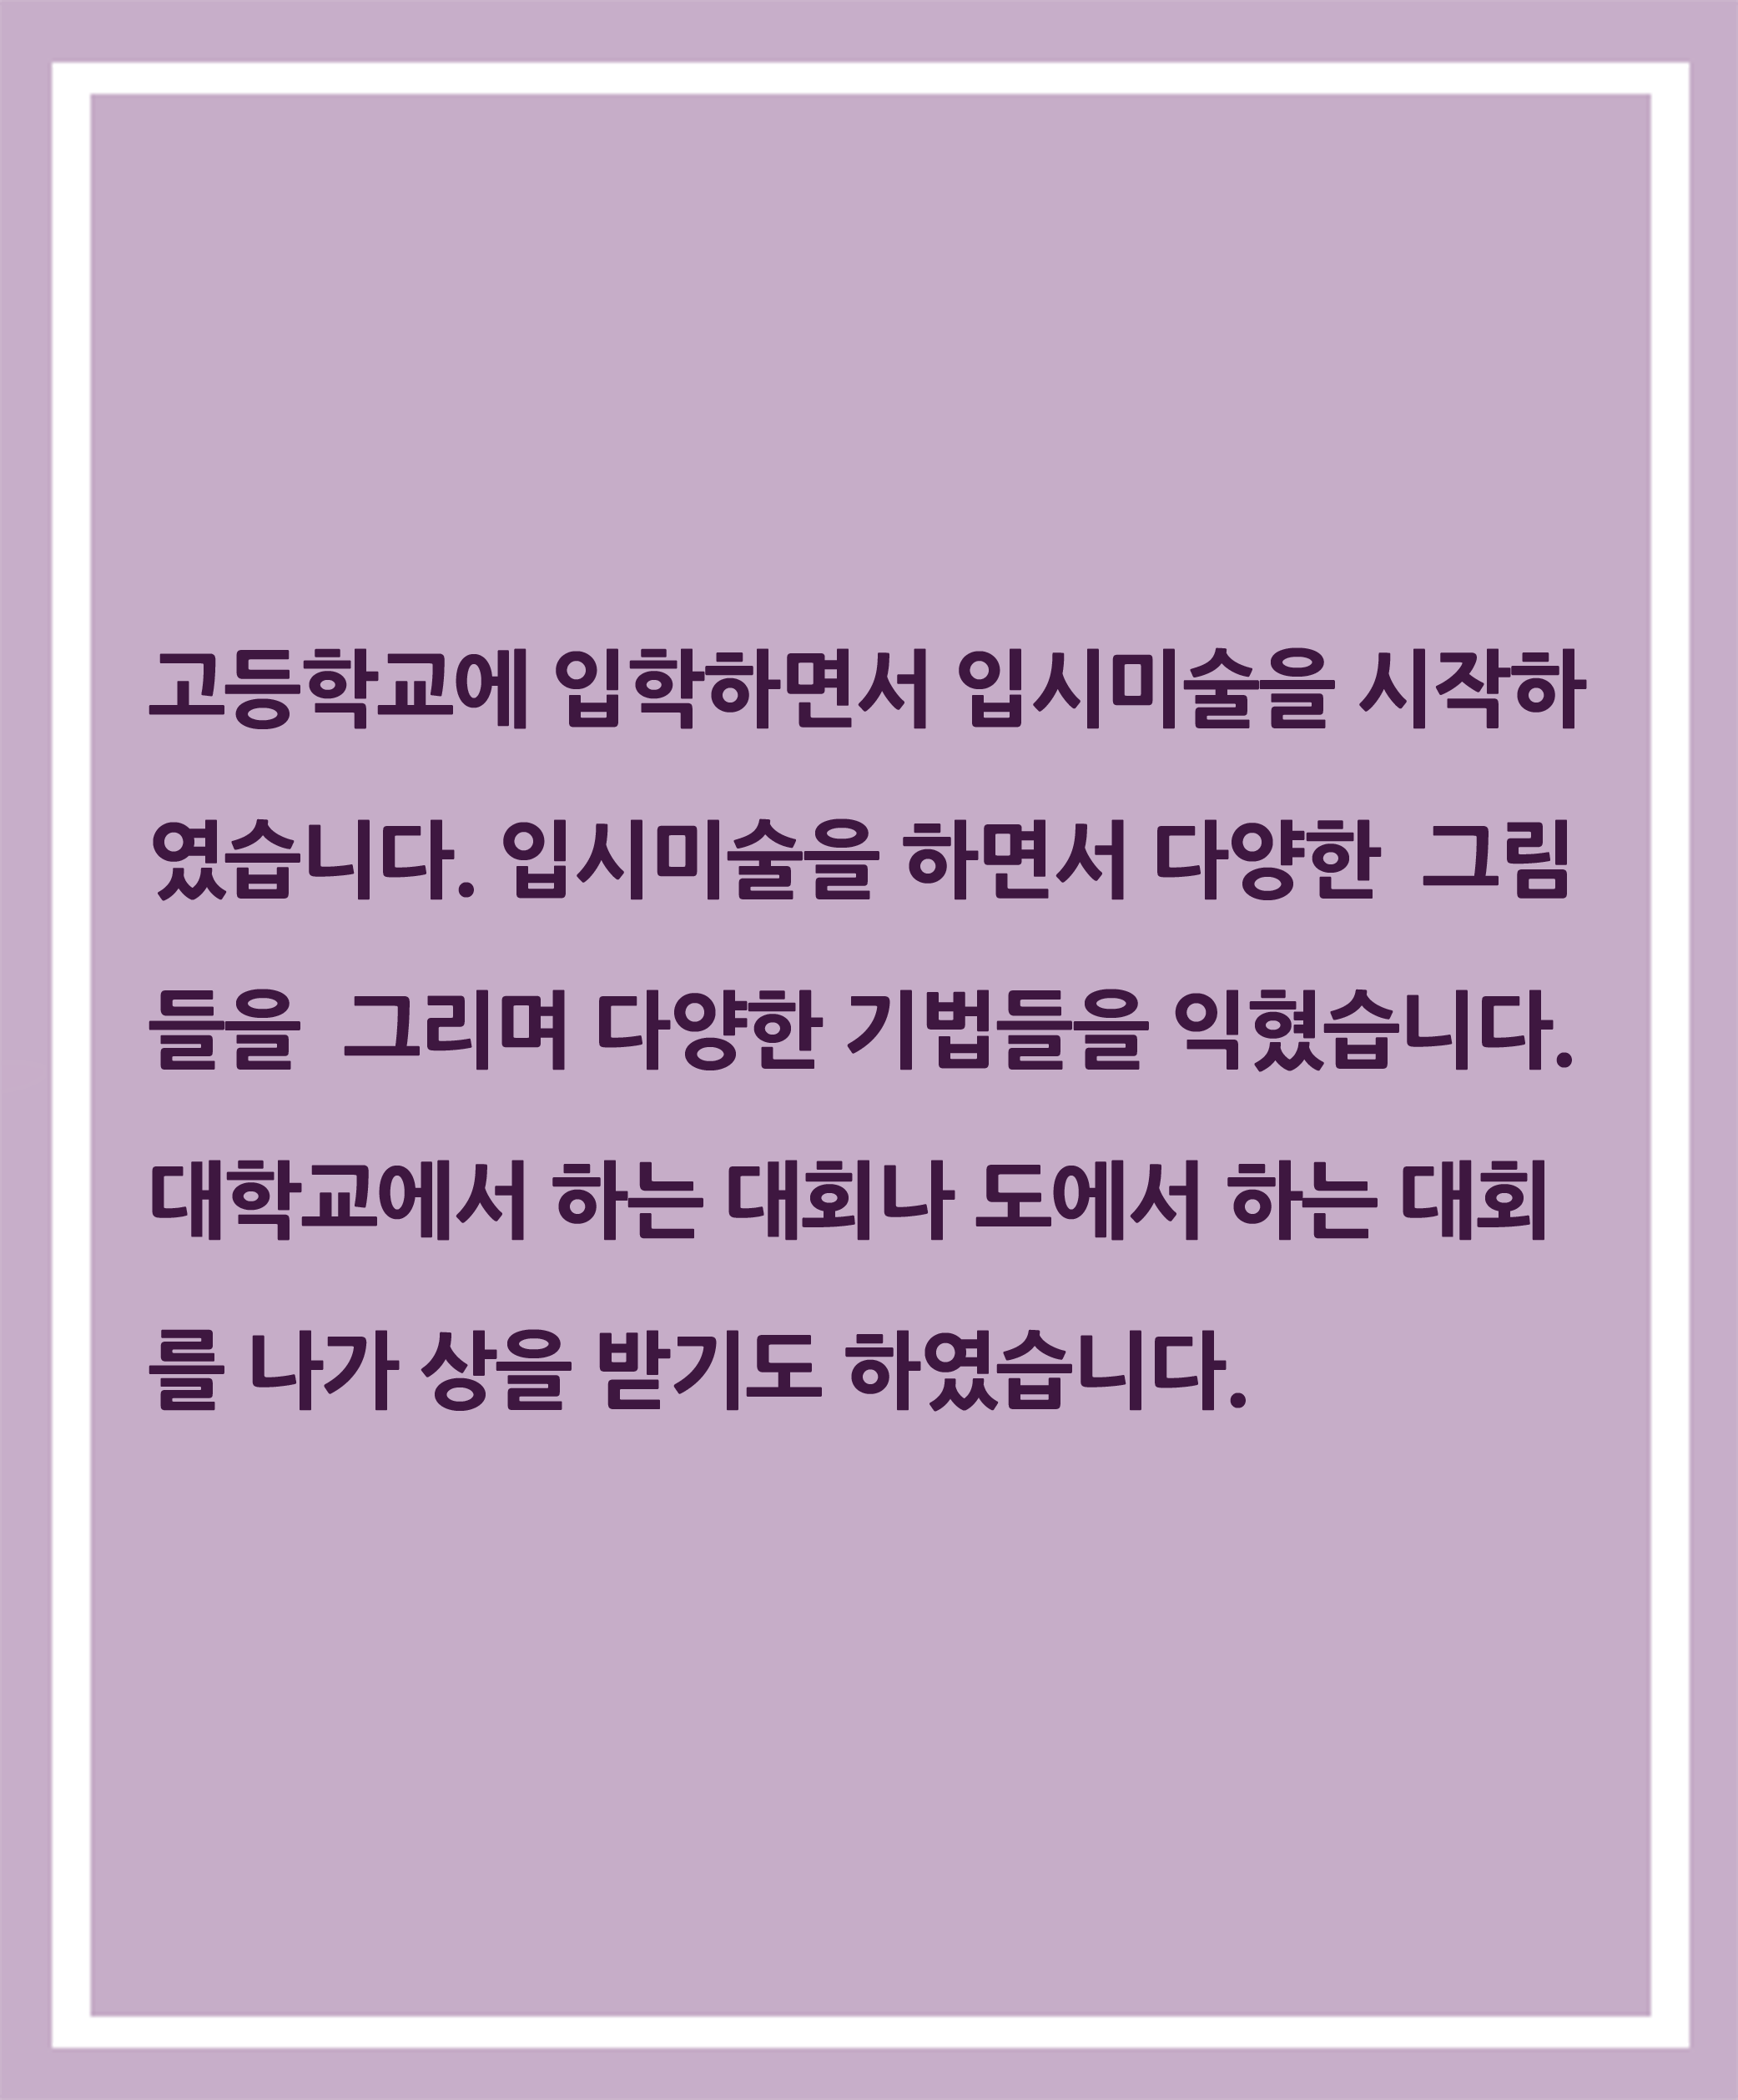 고등학교에 입학하면서 입시미술을 시작하
였습니다. 입시미술을 하면서 다양한 그림
들을 그리며 다양한 기법들을 익혔습니다.
대학교에서 하는 대회나 도에서 하는 대회
를 나가 상을 받기도 하였습니다.